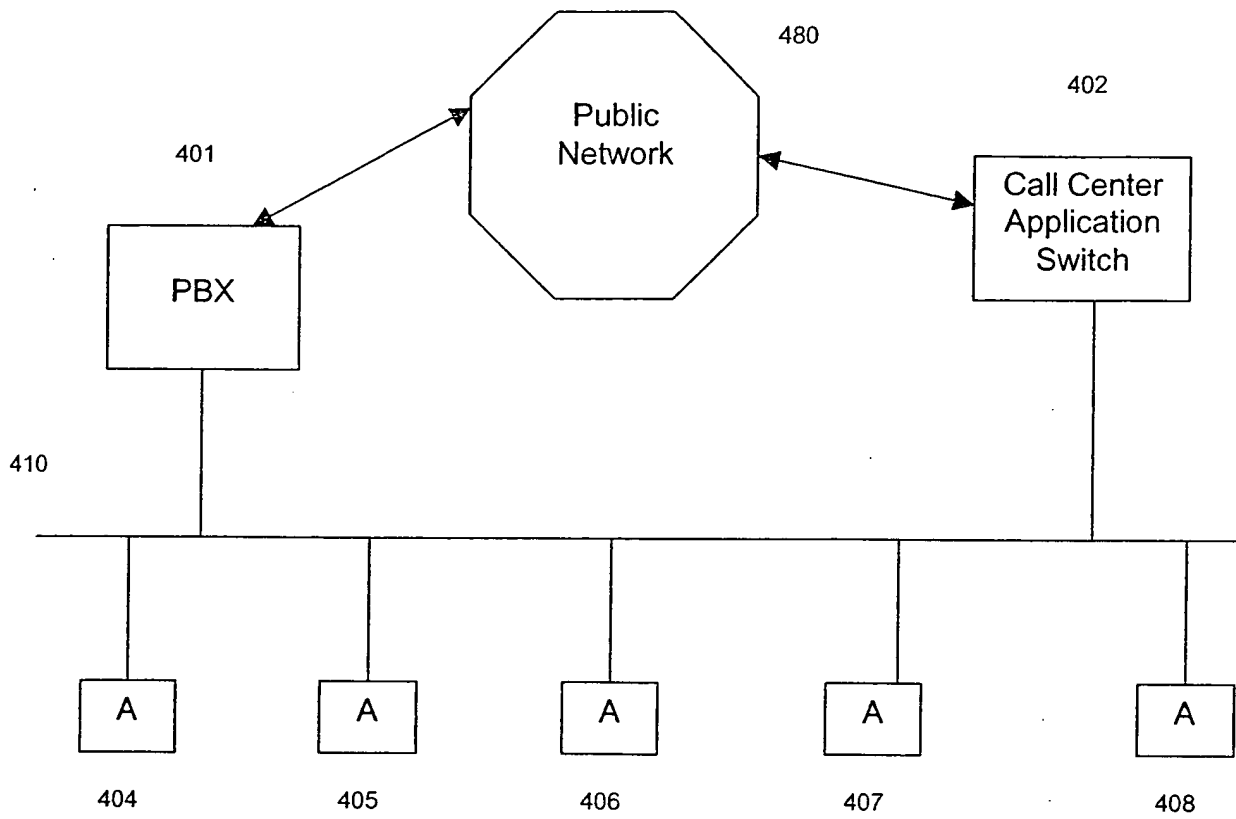 480
Public
Network
402
401
Call Center
Application
Switch
PBX
410
A
A
A
A
A
404
405
406
407
408